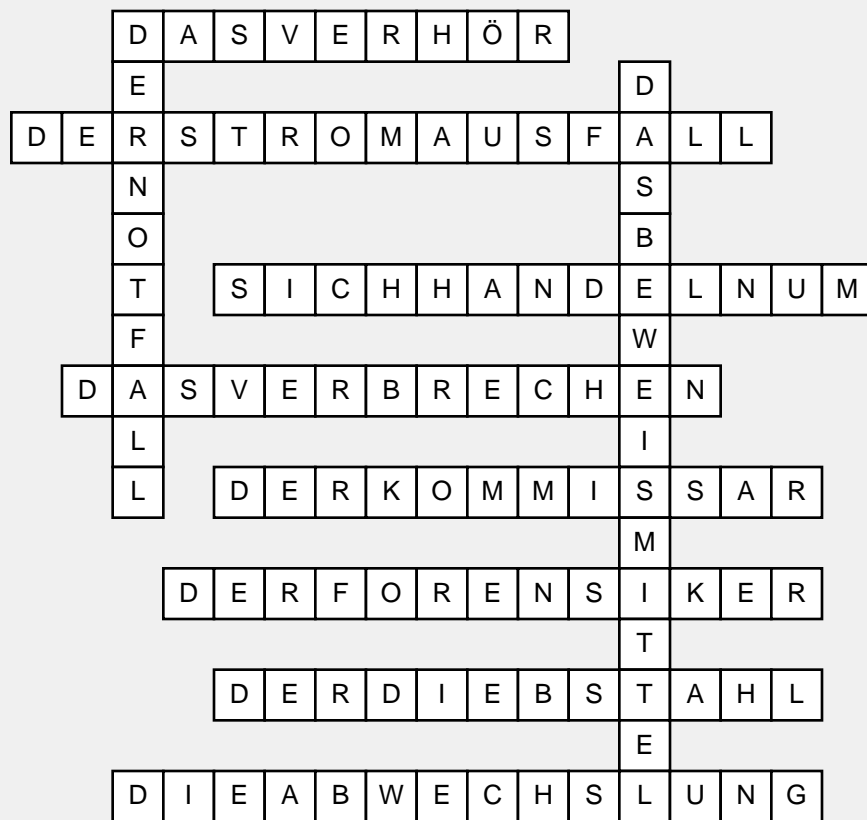 DASVERHÖR
DERNOTFALL
DASBEWEISMITTEL
DERSTROMAUSFALL
SICHHANDELNUM
DASVERBRECHEN
DERKOMMISSAR
DERFORENSIKER
DERDIEBSTAHL
DIEABWECHSLUNG